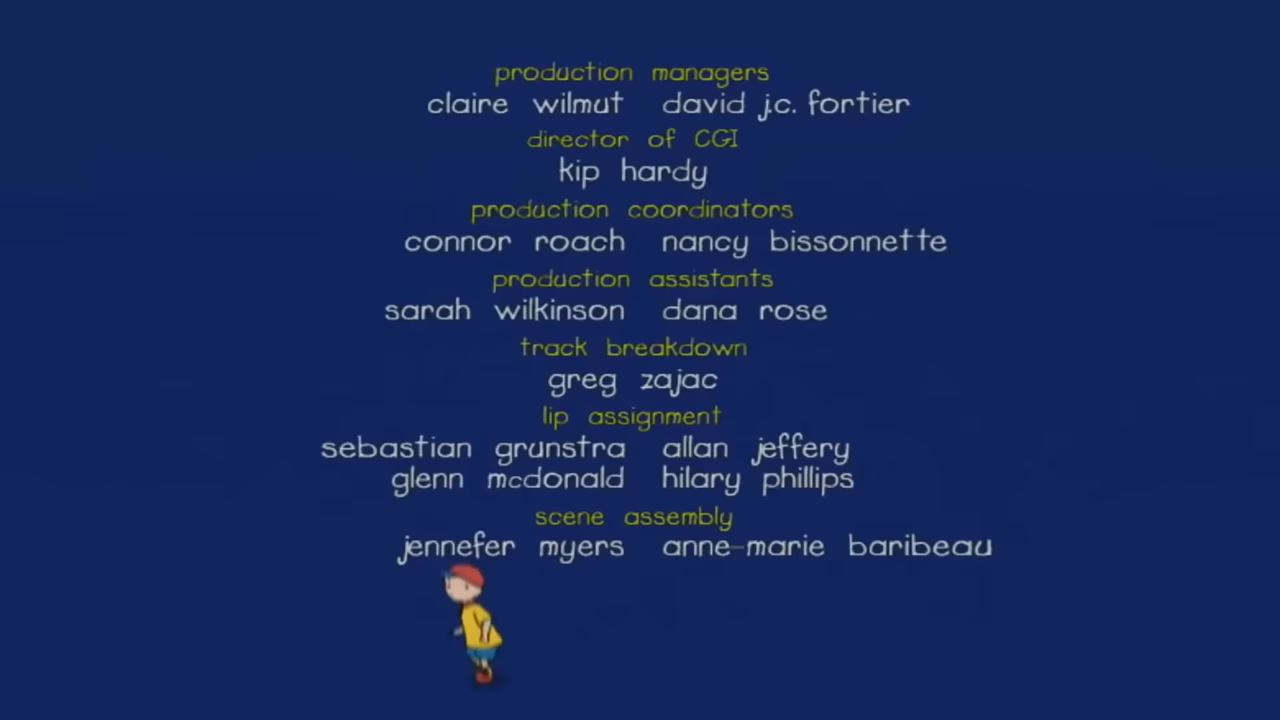 production managers
claire wilmut david j.c. fortier
director of CGI
kip hardy
production coordinators
connor roach nancy bissonnette
production assistants
sarah wilkinson dana rose
track breakdown
greg zajac
lip assignment
sebastian grunstra allan jeffery
glenn mcdonald hilary phillips
scene assembly
jennefer myers anne-marie baribeau